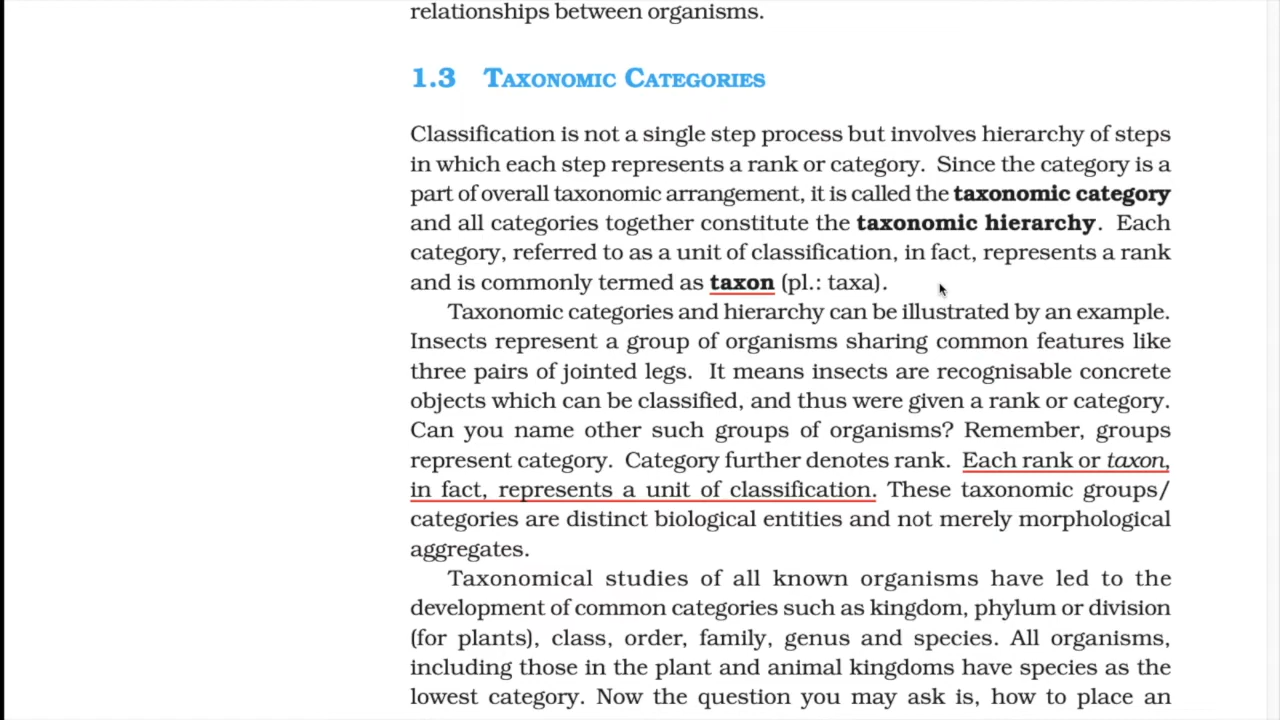 relationships between organisms.
1.3 Taxonomic Categories
Classification is not a single step process but involves hierarchy of steps
in which each step represents a rank or category. Since the category is a
part of overall taxonomic arrangement, it is called the taxonomic category
and all categories together constitute the taxonomic hierarchy. Each
category, referred to as a unit of classification, in fact, represents a rank
and is commonly termed as taxon (pl.: taxa).
Taxonomic categories and hierarchy can be illustrated by an example.
Insects represent a group of organisms sharing common features like
three pairs of jointed legs. It means insects are recognisable concrete
objects which can be classified, and thus were given a rank or category.
Can you name other such groups of organisms? Remember, groups
represent category. Category further denotes rank. Each rank or taxon,
in fact, represents a unit of classification. These taxonomic groups/
categories are distinct biological entities and not merely morphological
aggregates.
Taxonomical studies of all known organisms have led to the
development of common categories such as kingdom, phylum or division
(for plants), class, order, family, genus and species. All organisms,
including those in the plant and animal kingdoms have species as the
lowest category. Now the question you may ask is, how to place an